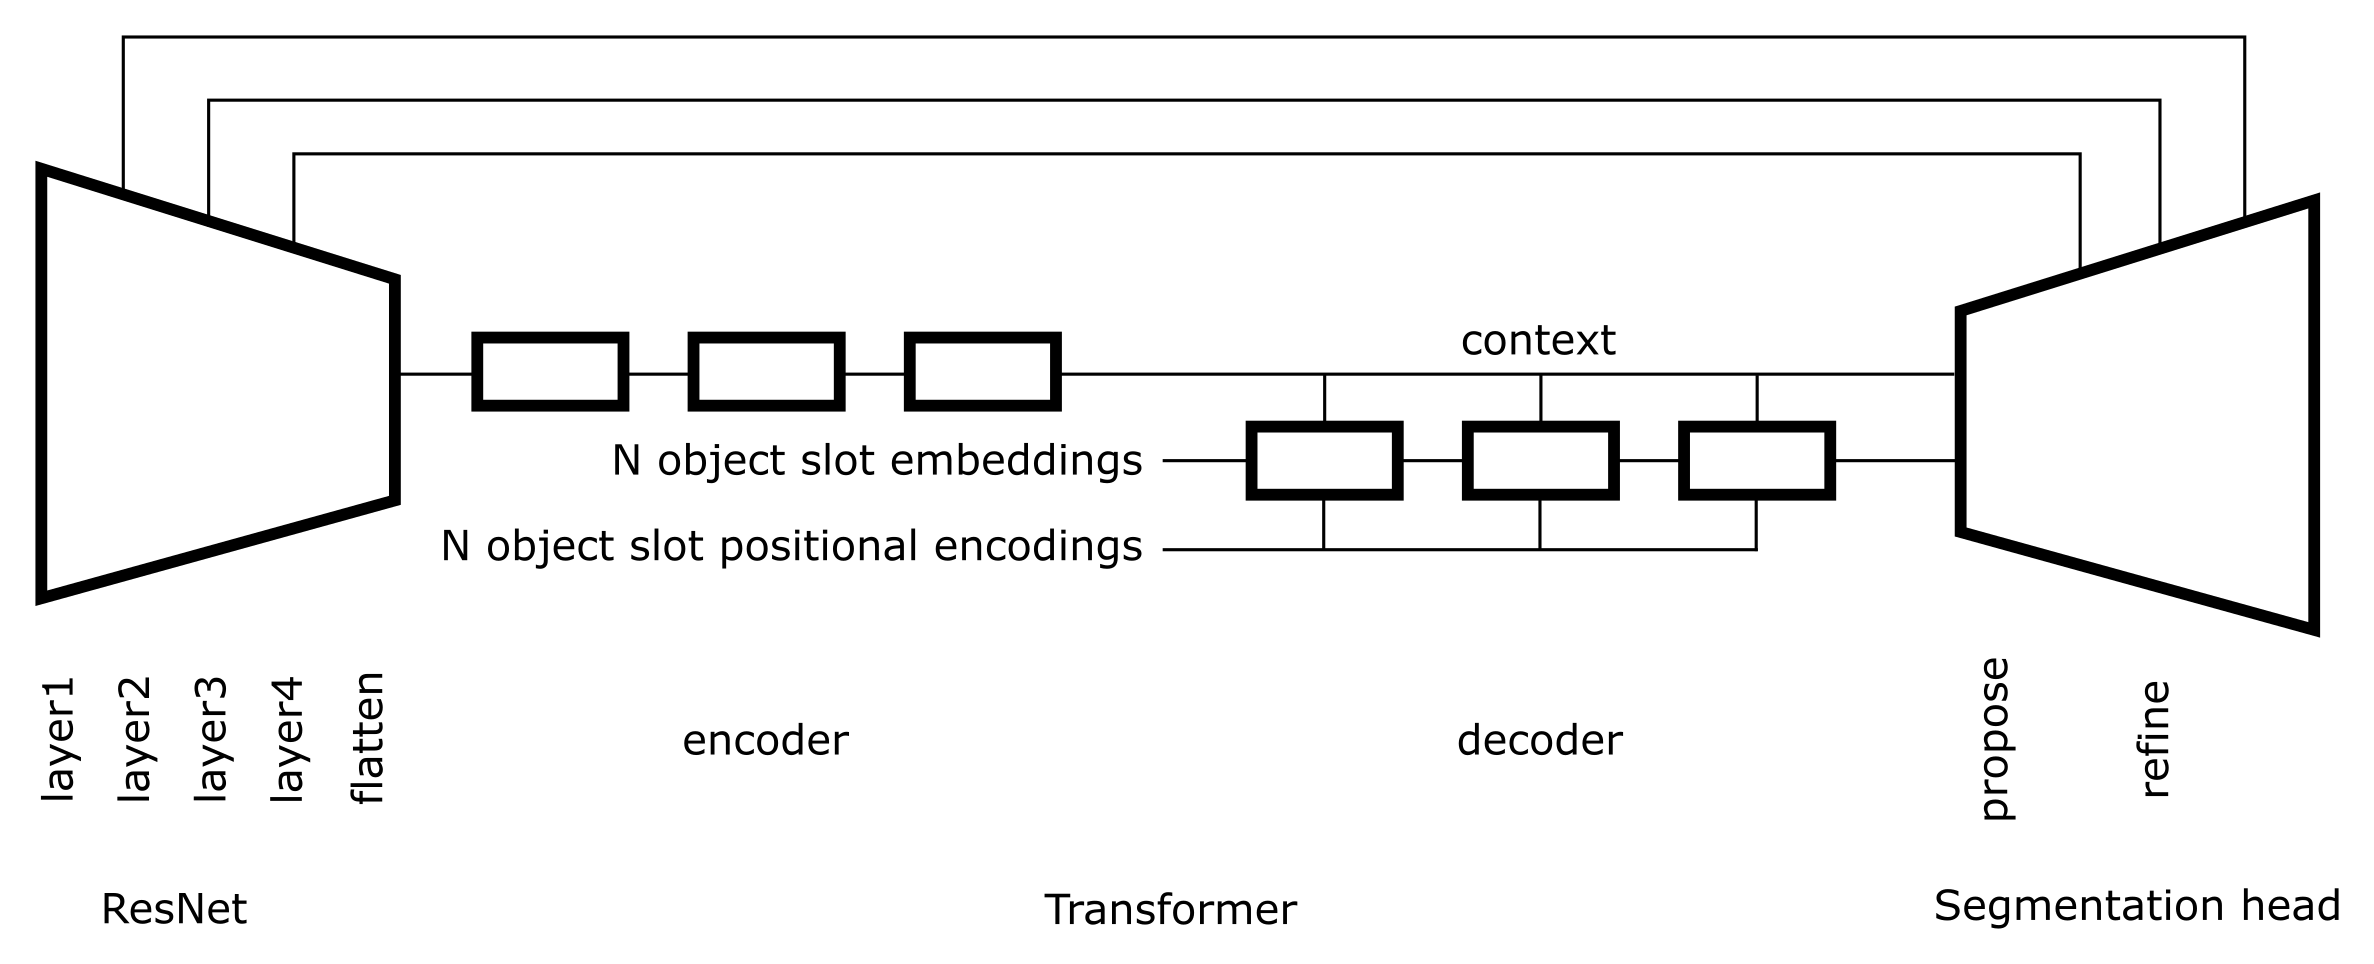 context
N object slot embeddings
N object slot positional encodings
layer1
layer2
layer3
layer4
flatten
encoder
decoder
propose
refine
ResNet
Transformer
Segmentation head